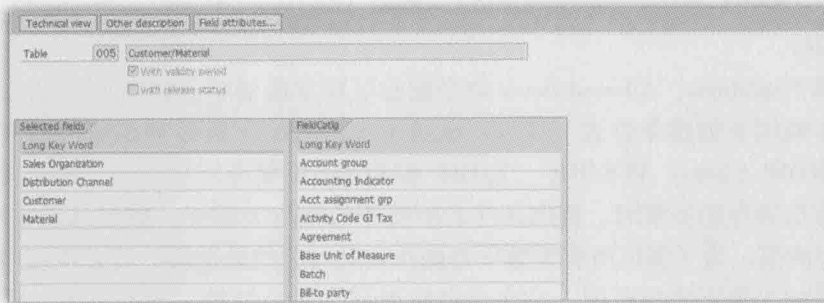 Technical view Other description Field attributes...
Table 005 Customer/Material
With validity period
with release status
Selected fields
Long Key Word
Sales Organization
Distribution Channel
Customer
Material
FieldCatlg
Long Key Word
Account group
Accounting Indicator
Acct assignment grp
Activity Code GI Tax
Agreement
Base Unit of Measure
Batch
Bill-to party